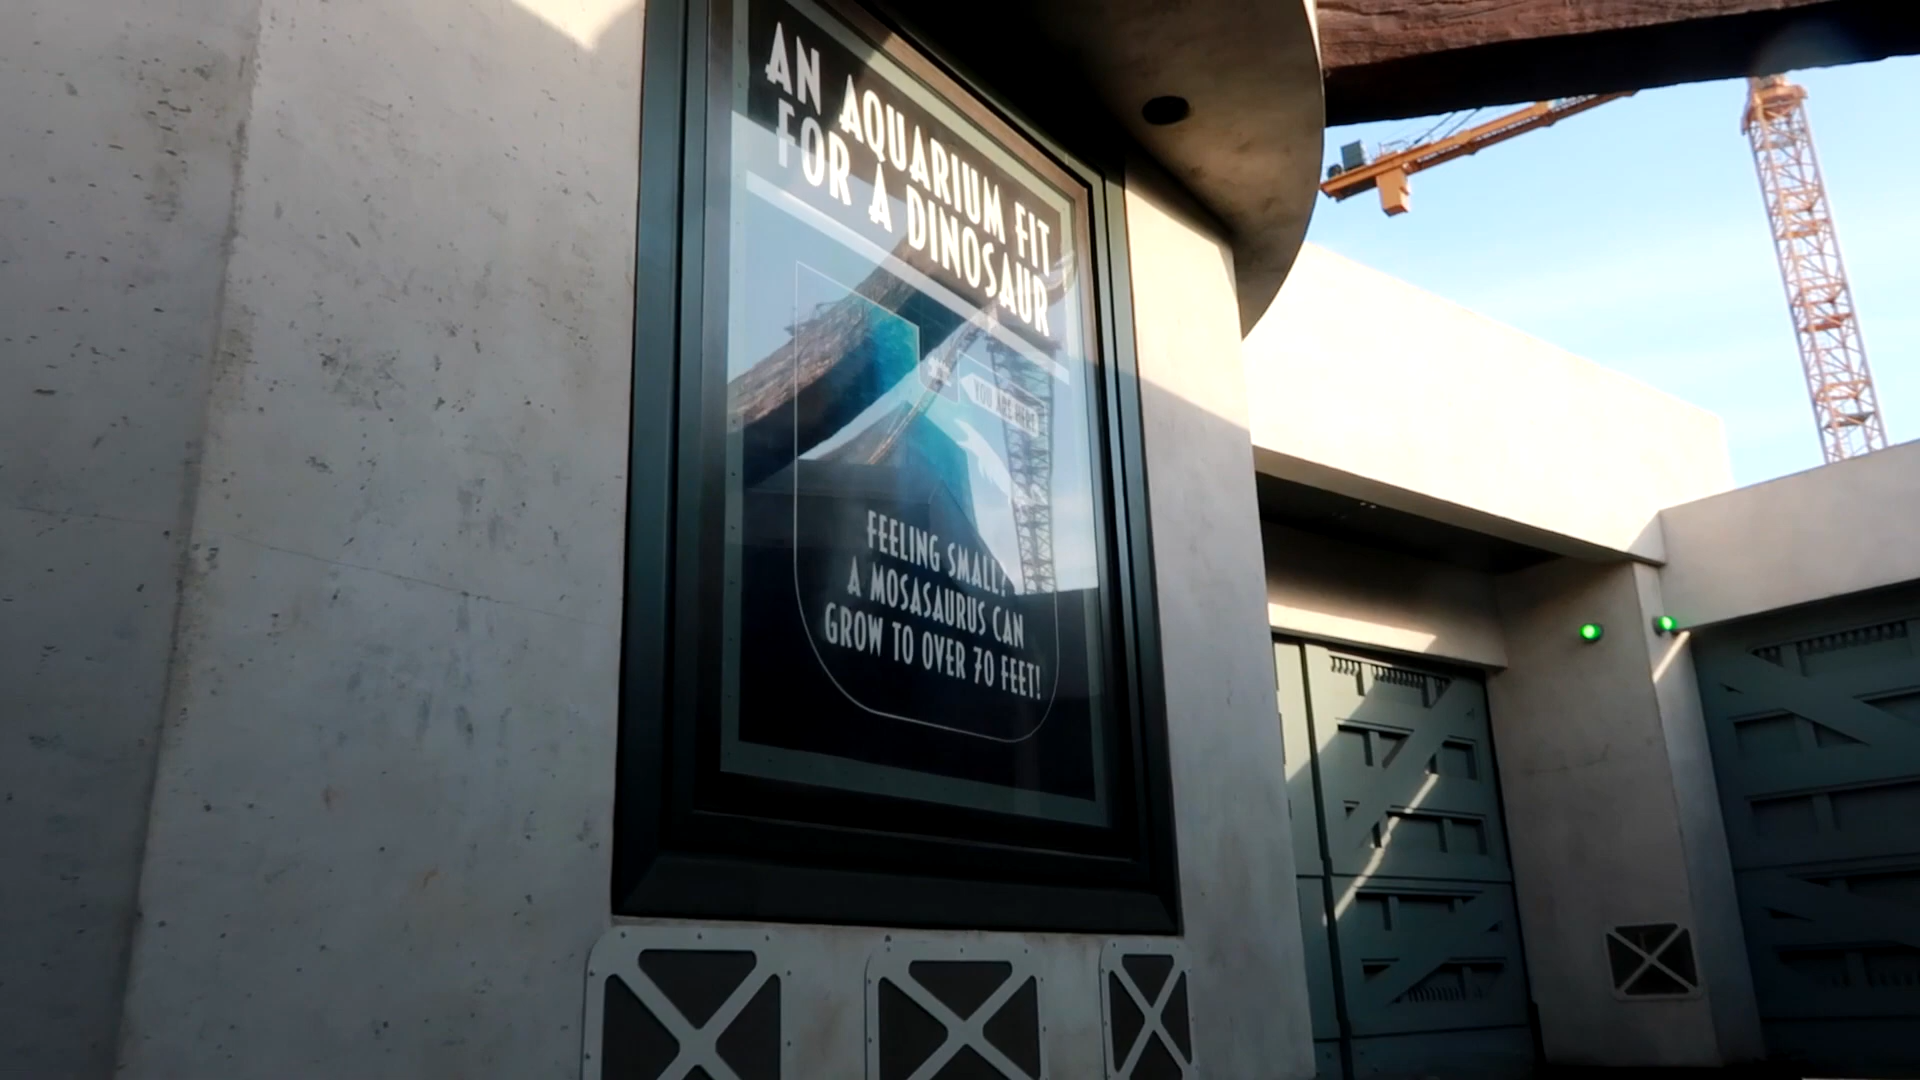 AN AQUARIUM FIT
FOR A DINOSAUR
YOU ARE HERE
FEELING SMALL?
A MOSASAURUS CAN
GROW TO OVER 70 FEET!